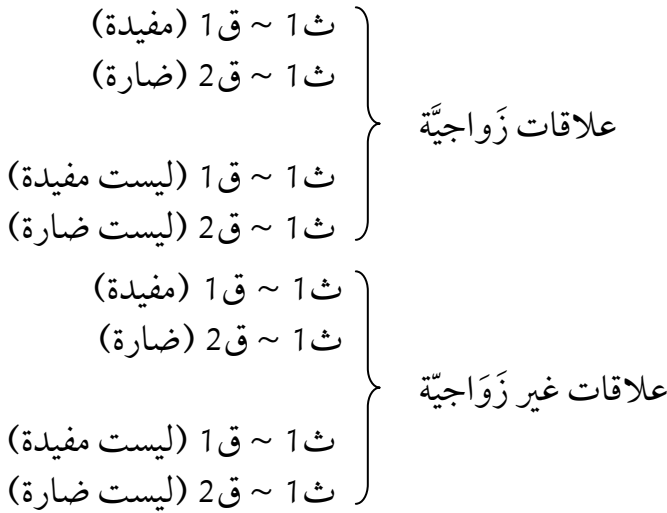 ث1 ~ ق1 (مفيدة)
ث1 ~ ق2 (ضارة)
علاقات زَواجيَّة
ث1 ~ ق1 (ليست مفيدة)
ث1 ~ ق2 (ليست ضارة)
ث1 ~ ق1 (مفيدة)
ث1 ~ ق2 (ضارة)
علاقات غير زَوَاجيّة
ث1 ~ ق1 (ليست مفيدة)
ث1 ~ ق2 (ليست ضارة)